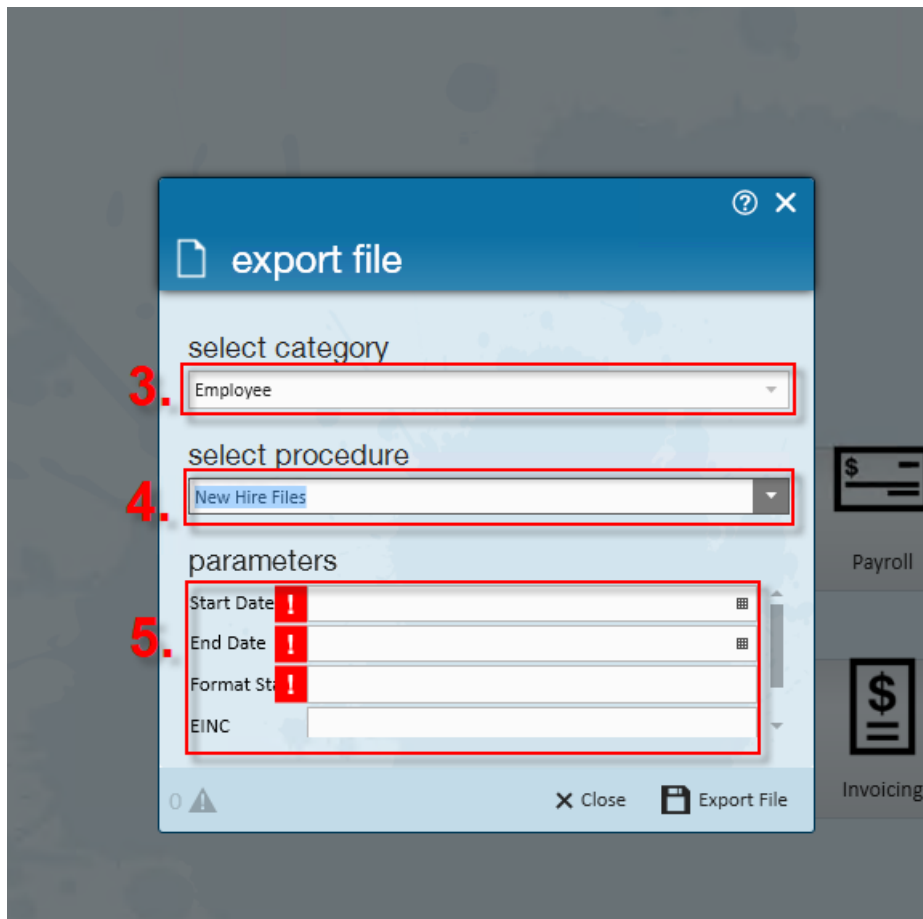 export file
select category
3.
Employee
select procedure
4.
New Hire Files
parameters
5.
Start Date !
End Date !
Format Sta !
EINC
0
Close
Export File
$
Payroll
$
Invoicing